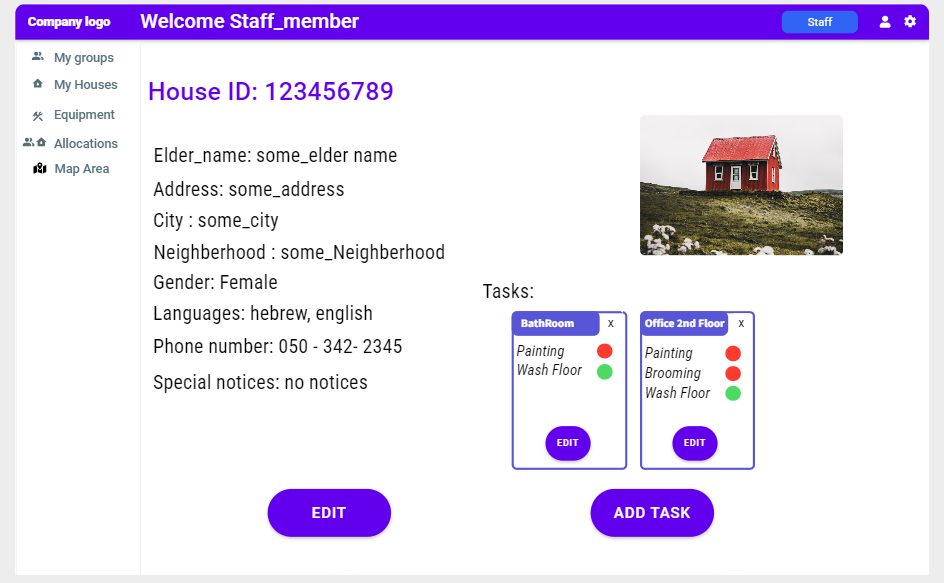 Company logo
Welcome Staff_member
Staff
My groups
My Houses
Equipment
Allocations
Map Area
House ID: 123456789
Elder_name: some_elder name
Address: some_address
City : some_city
Neighberhood : some_Neighberhood
Gender: Female
Languages: hebrew, english
Phone number: 050 - 342- 2345
Special notices: no notices
Tasks:
BathRoom X
Painting
Wash Floor
EDIT
Office 2nd Floor X
Painting
Brooming
Wash Floor
EDIT
EDIT
ADD TASK